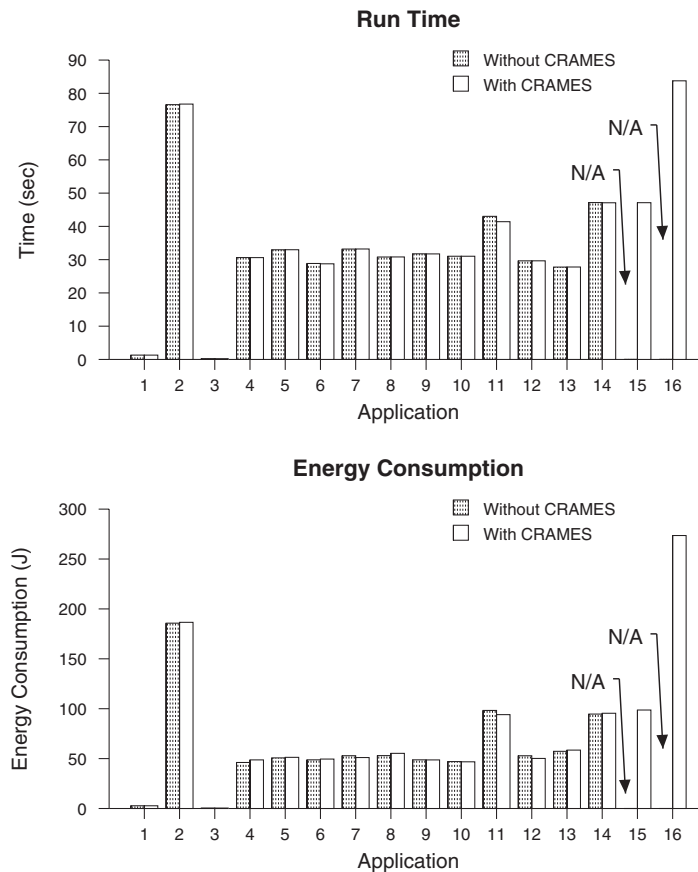 Run Time
90
80
70
60
50
40
30
20
10
0
Time (sec)
Without CRAMES
With CRAMES
N/A
N/A
1 2 3 4 5 6 7 8 9 10 11 12 13 14 15 16
Application
Energy Consumption
300
250
200
150
100
50
0
Energy Consumption (J)
Without CRAMES
With CRAMES
N/A
N/A
1 2 3 4 5 6 7 8 9 10 11 12 13 14 15 16
Application